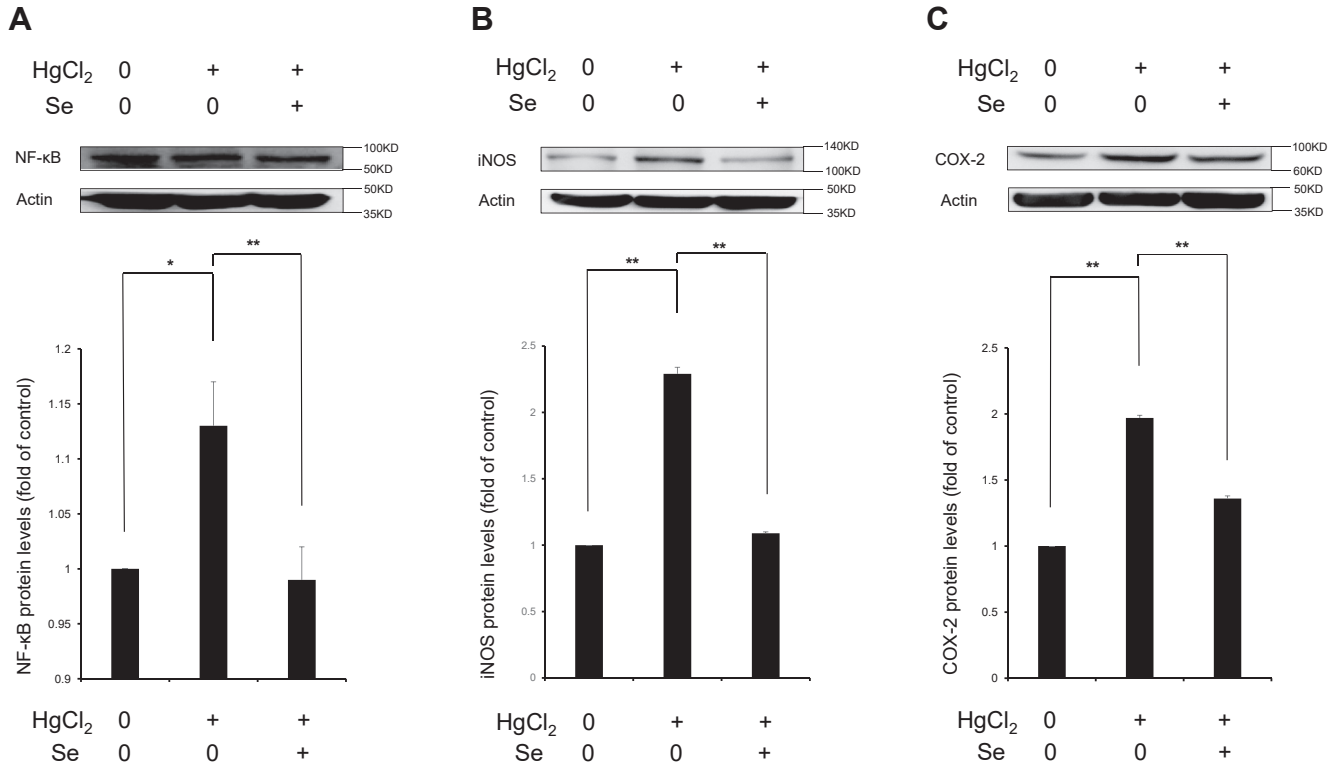 A
HgCl2 0 + +
Se 0 0 +
NF-κB
100KD
50KD
Actin
50KD
35KD
* **
NF-κB protein levels (fold of control)
1.2
1.15
1.1
1.05
1
0.95
0.9
HgCl2 0 + +
Se 0 0 +
B
HgCl2 0 + +
Se 0 0 +
iNOS
140KD
100KD
Actin
50KD
35KD
** **
iNOS protein levels (fold of control)
2.5
2
1.5
1
0.5
0
HgCl2 0 + +
Se 0 0 +
C
HgCl2 0 + +
Se 0 0 +
COX-2
100KD
60KD
Actin
50KD
35KD
** **
COX-2 protein levels (fold of control)
2.5
2
1.5
1
0.5
0
HgCl2 0 + +
Se 0 0 +